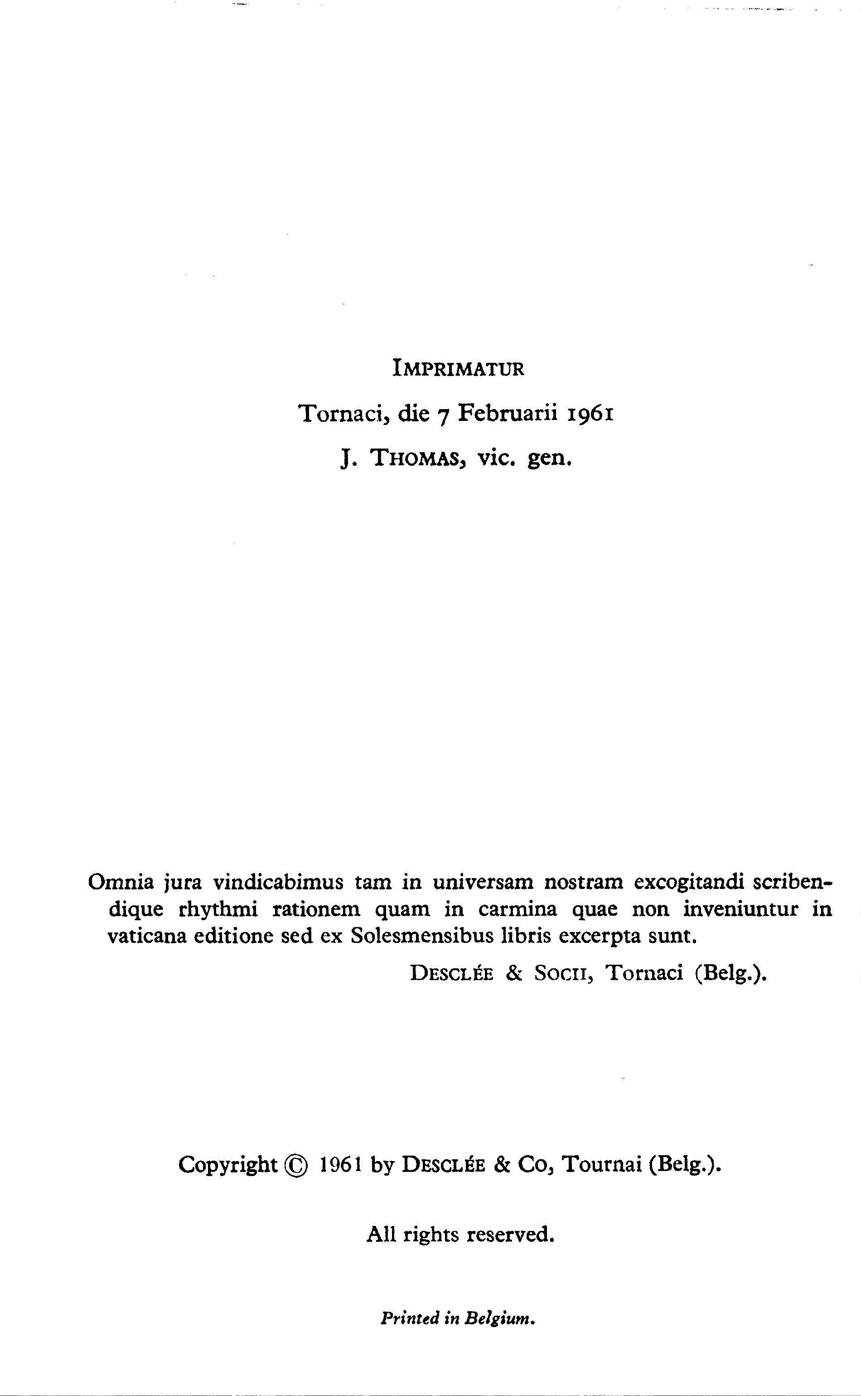 IMPRIMATUR
Tornaci, die 7 Februarii 1961
J. THOMAS, vic. gen.
Omnia jura vindicabimus tam in universam nostram excogitandi scriben-
dique rhythmi rationem quam in carmina quae non inveniuntur in
vaticana editione sed ex Solesmensibus libris excerpta sunt.
DESCLÉE & SOCII, Tornaci (Belg.).
Copyright © 1961 by DESCLÉE & Co, Tournai (Belg.).
All rights reserved.
Printed in Belgium.